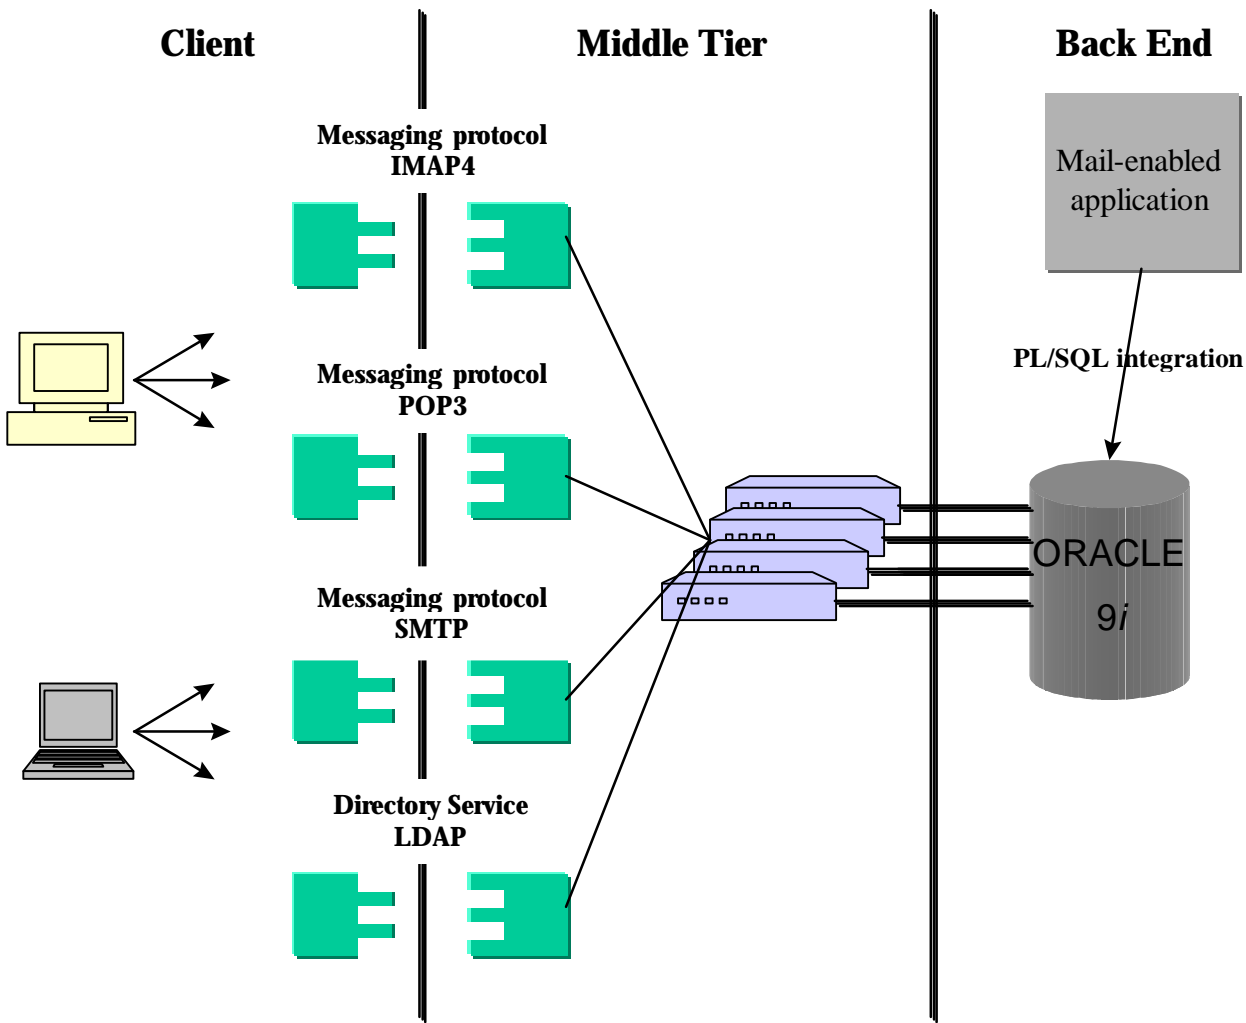 Client
Middle Tier
Back End
Messaging protocol
IMAP4
Mail-enabled
application
PL/SQL integration
Messaging protocol
POP3
ORACLE
9i
Messaging protocol
SMTP
Directory Service
LDAP